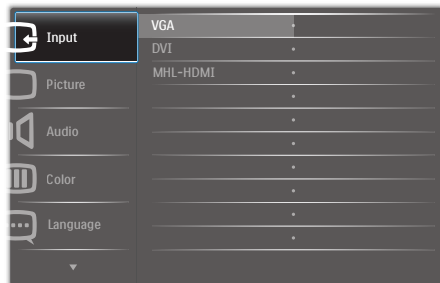 Input
Picture
Audio
Color
Language
VGA
DVI
MHL-HDMI